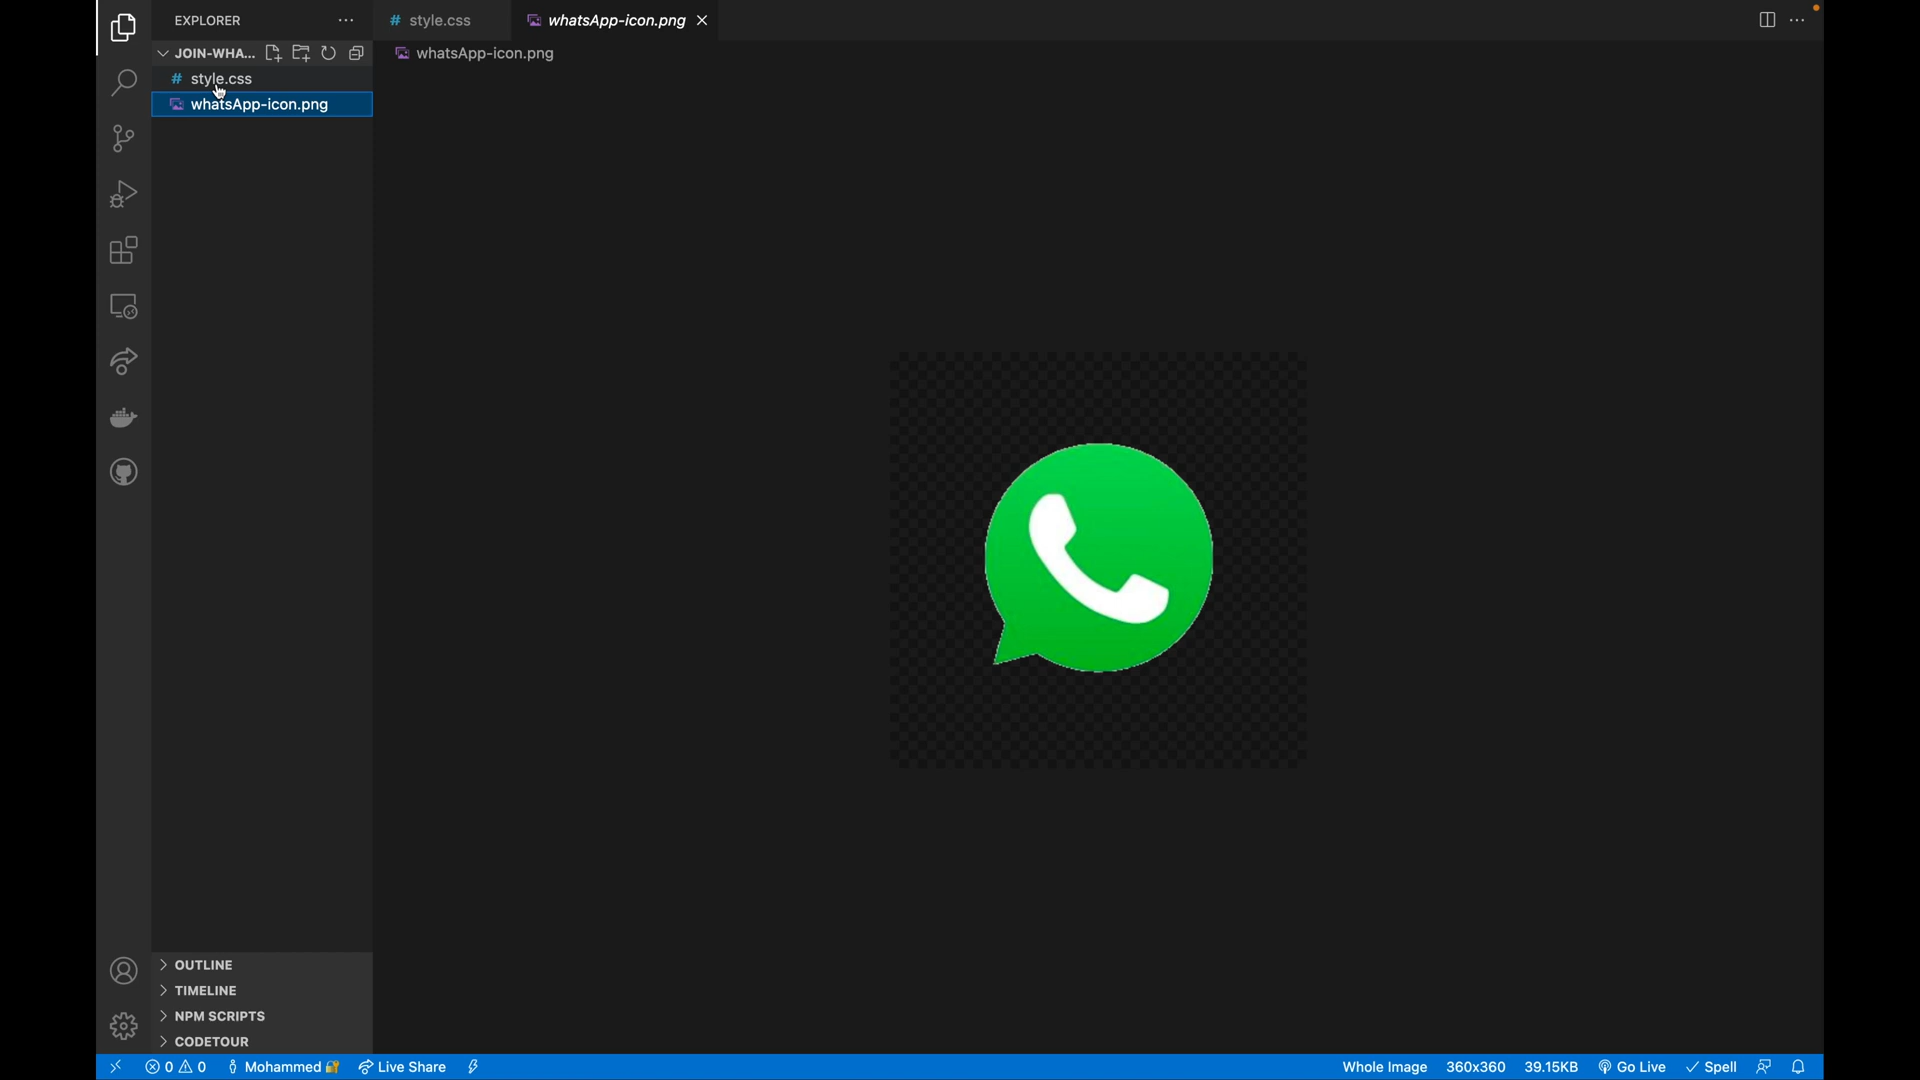 EXPLORER
# style.css
whatsApp-icon.png
JOIN-WHA...
whatsApp-icon.png
# style.css
whatsApp-icon.png
OUTLINE
TIMELINE
NPM SCRIPTS
CODETOUR
0 0 Mohammed Live Share Whole Image 360x360 39.15KB Go Live Spell